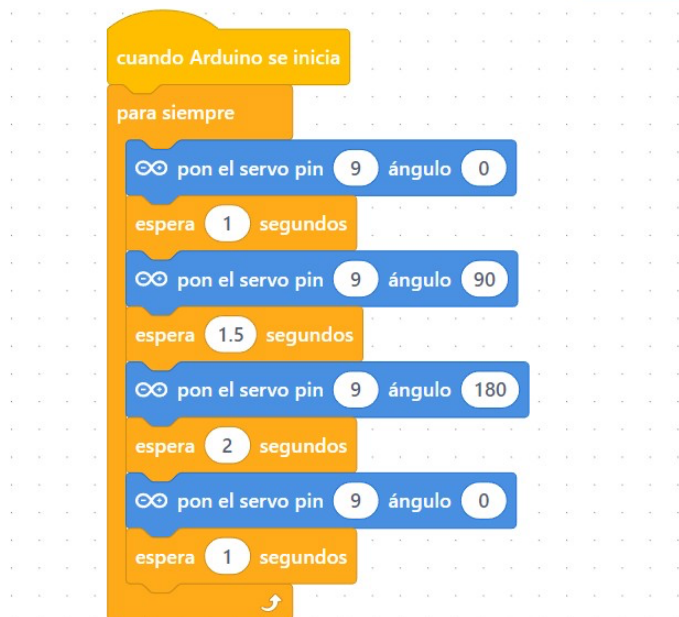 cuando Arduino se inicia
para siempre
pon el servo pin 9 ángulo 0
espera 1 segundos
pon el servo pin 9 ángulo 90
espera 1.5 segundos
pon el servo pin 9 ángulo 180
espera 2 segundos
pon el servo pin 9 ángulo 0
espera 1 segundos